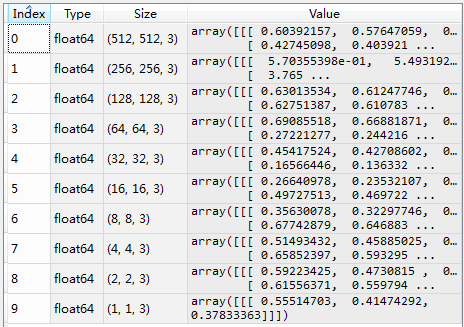 Index Type Size Value
0 float64 (512, 512, 3) array([[[ 0.60392157, 0.57647059, 0…
[ 0.42745098, 0.403921 ...
1 float64 (256, 256, 3) array([[[ 5.70355398e-01, 5.493192…
3.765 ...
2 float64 (128, 128, 3) array([[[ 0.63013534, 0.61247746, 0…
[ 0.62751387, 0.610783 ...
3 float64 (64, 64, 3) array([[[ 0.69085518, 0.66881871, 0…
[ 0.27221277, 0.244216 ...
4 float64 (32, 32, 3) array([[[ 0.45417524, 0.42708602, 0…
[ 0.16566446, 0.136332 ...
5 float64 (16, 16, 3) array([[[ 0.26640978, 0.23532107, 0…
[ 0.49727513, 0.469722 ...
6 float64 (8, 8, 3) array([[[ 0.35630078, 0.32297746, 0…
[ 0.67742879, 0.646883 ...
7 float64 (4, 4, 3) array([[[ 0.51493432, 0.45885025, 0…
[ 0.65852397, 0.593295 ...
8 float64 (2, 2, 3) array([[[ 0.59223425, 0.4730815 , 0…
[ 0.61556371, 0.559794 ...
9 float64 (1, 1, 3) array([[[ 0.55514703, 0.41474292,
0.37833363]]])